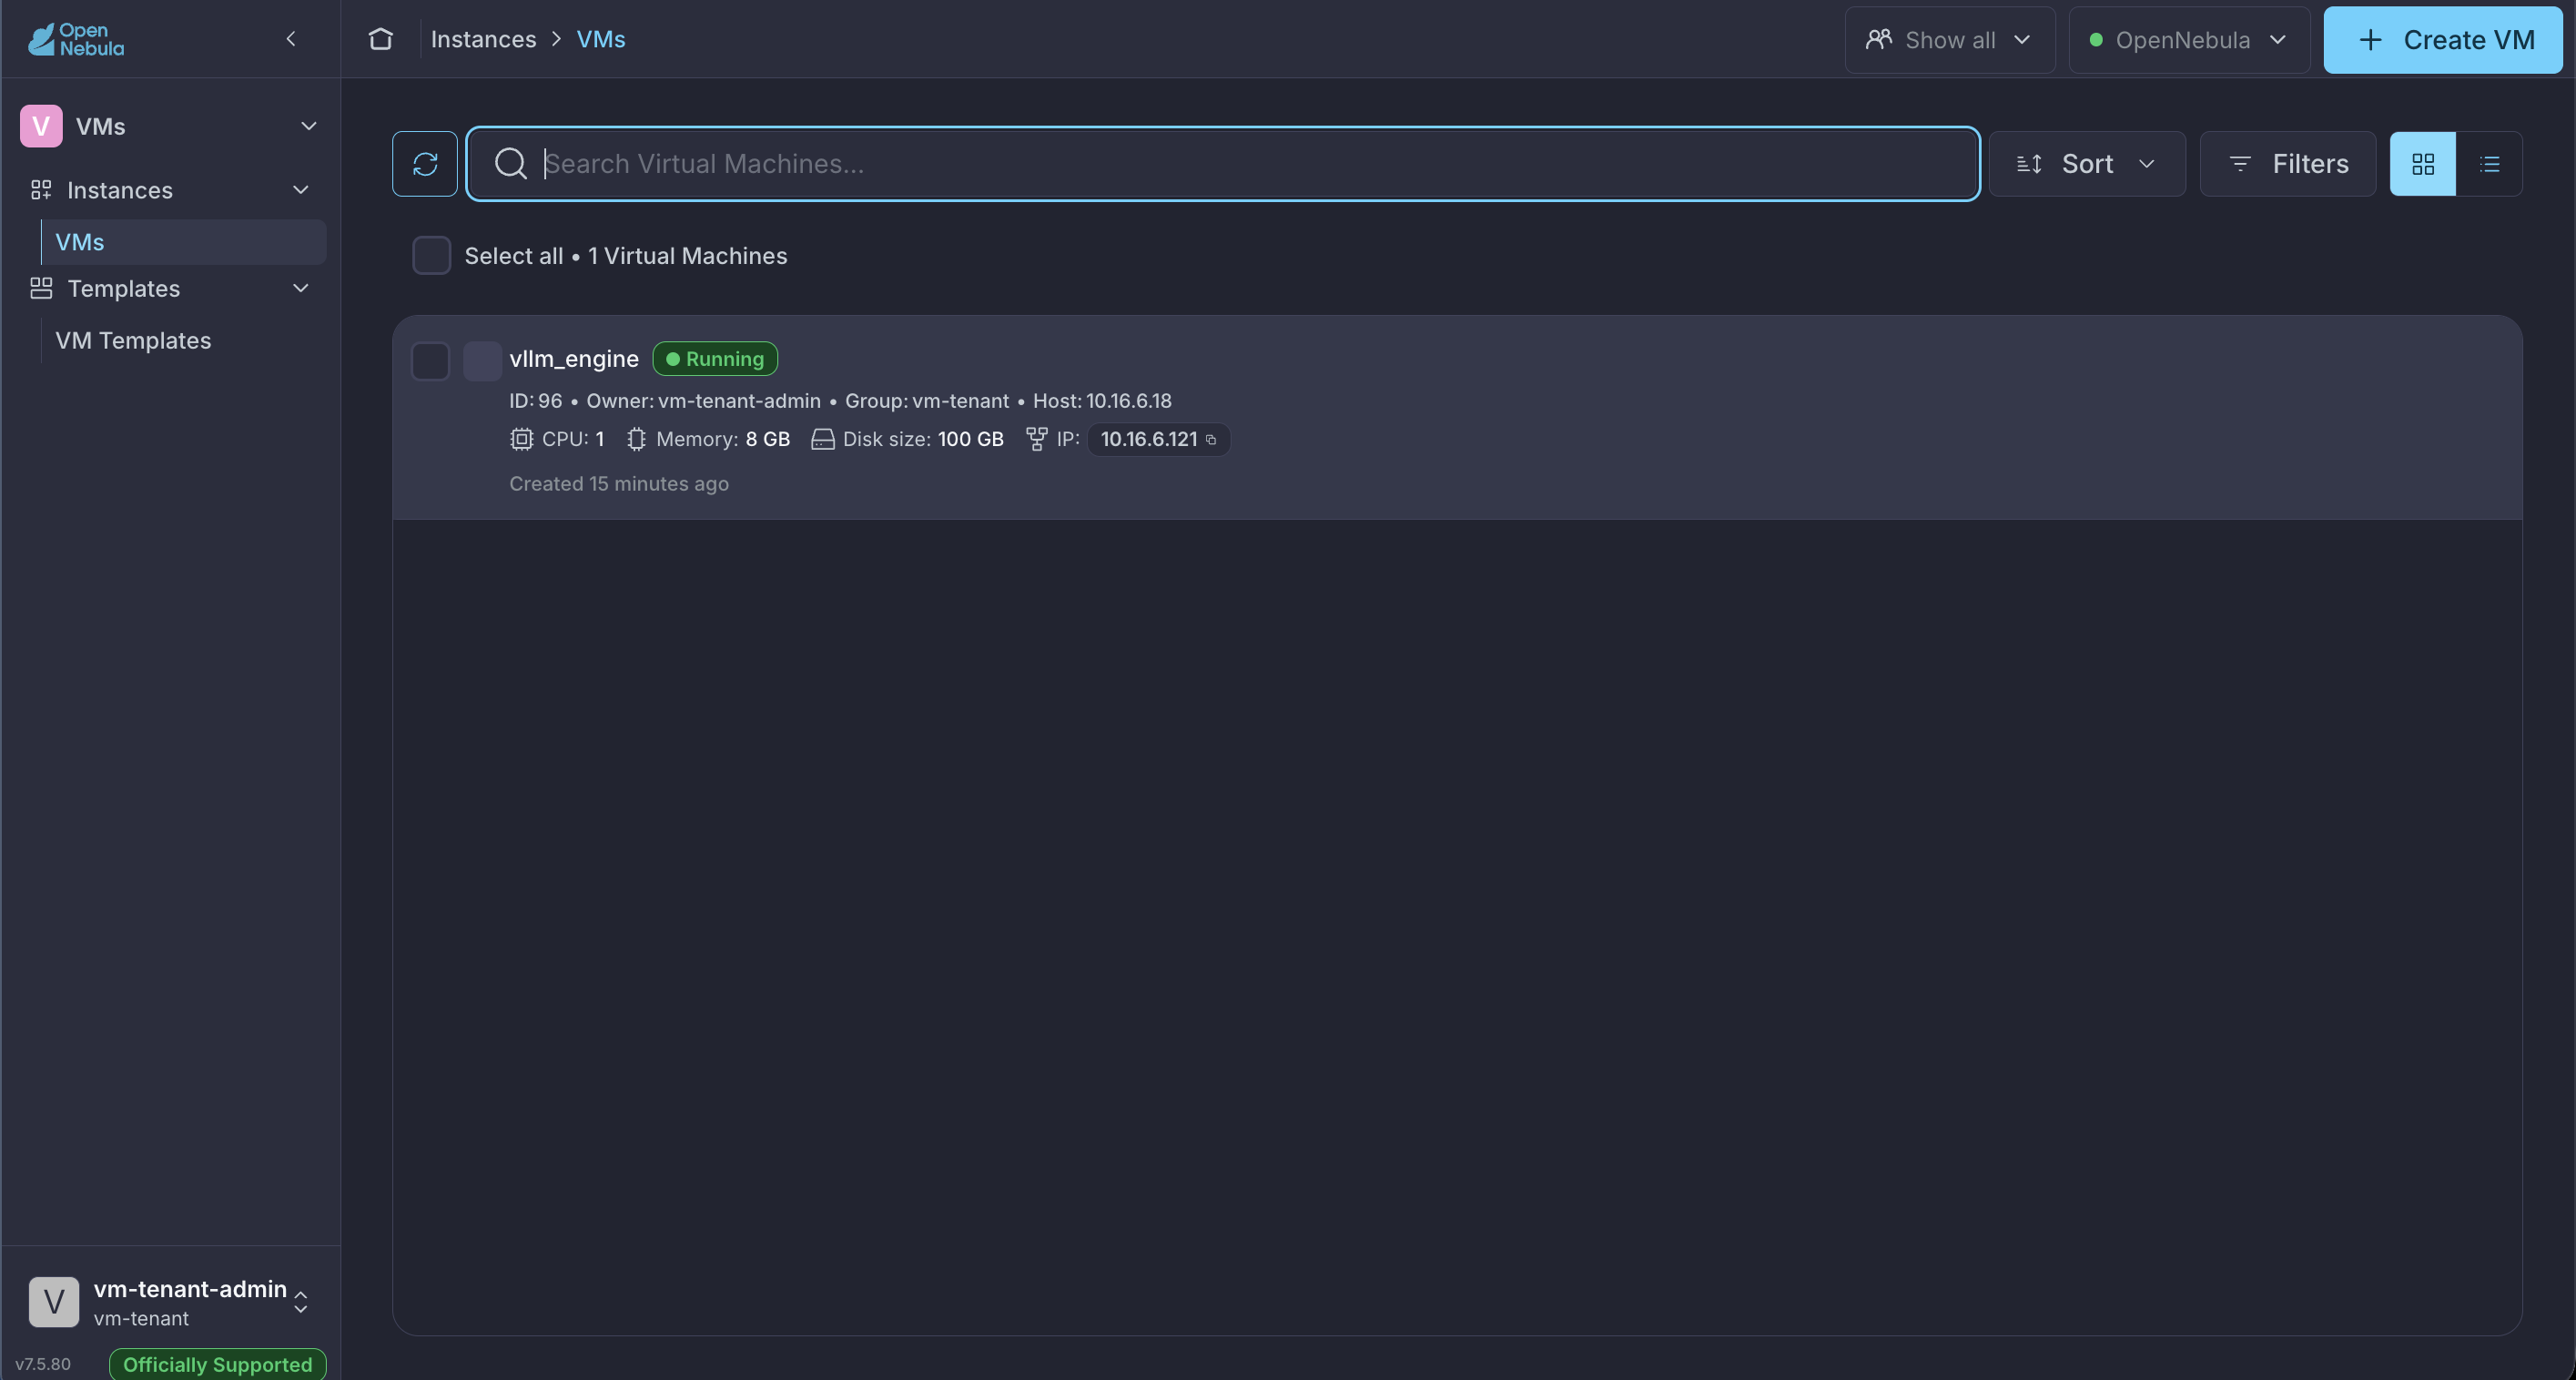 Open
Nebula
Instances > VMs
Show all
OpenNebula
+ Create VM
V VMs
Instances
VMs
Templates
VM Templates
Search Virtual Machines...
Sort
Filters
Select all • 1 Virtual Machines
vllm_engine
Running
ID: 96 • Owner: vm-tenant-admin • Group: vm-tenant • Host: 10.16.6.18
CPU: 1 Memory: 8 GB Disk size: 100 GB IP: 10.16.6.121
Created 15 minutes ago
V
vm-tenant-admin
vm-tenant
v7.5.80
Officially Supported